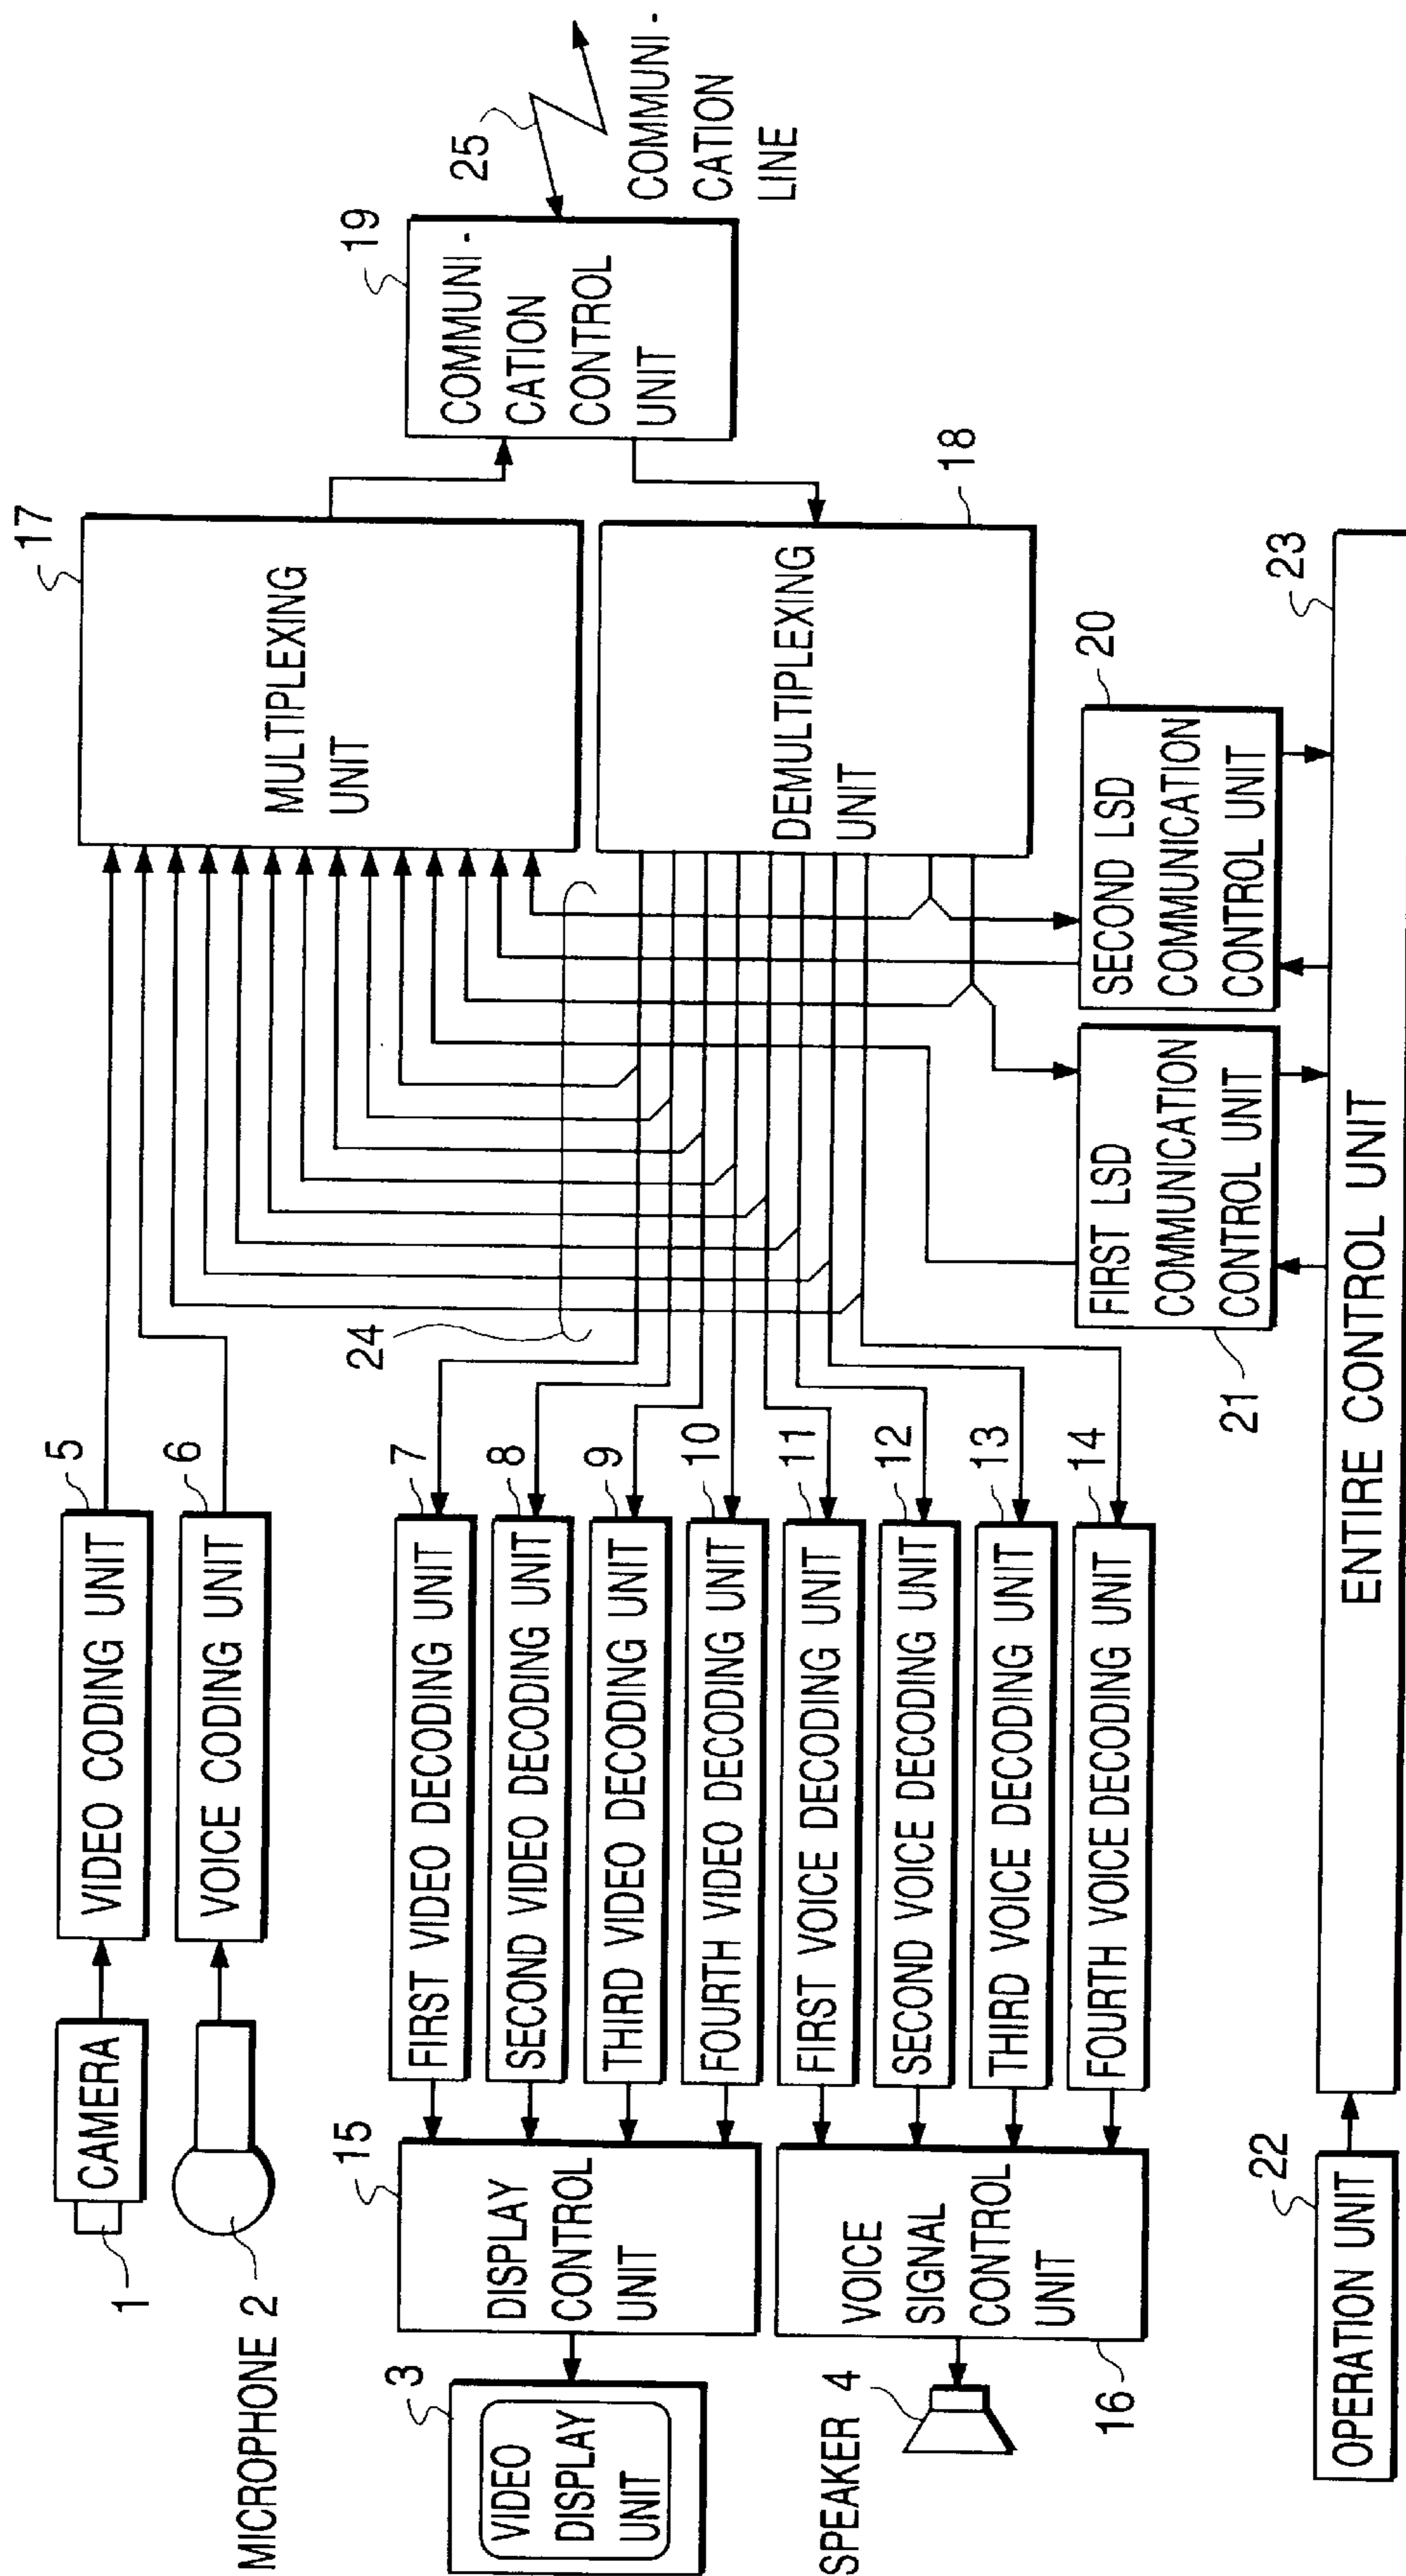 1
CAMERA
5
VIDEO CODING UNIT
MICROPHONE 2
6
VOICE CODING UNIT
17
MULTIPLEXING
UNIT
19
COMMUNI -
CATION
CONTROL
UNIT
25
COMMUNI -
CATION
LINE
3
VIDEO
DISPLAY
UNIT
15
DISPLAY
CONTROL
UNIT
7
FIRST VIDEO DECODING UNIT
8
SECOND VIDEO DECODING UNIT
9
THIRD VIDEO DECODING UNIT
10
FOURTH VIDEO DECODING UNIT
24
18
DEMULTIPLEXING
UNIT
SPEAKER 4
16
VOICE
SIGNAL
CONTROL
UNIT
11
FIRST VOICE DECODING UNIT
12
SECOND VOICE DECODING UNIT
13
THIRD VOICE DECODING UNIT
14
FOURTH VOICE DECODING UNIT
21
FIRST LSD
COMMUNICATION
CONTROL UNIT
20
SECOND LSD
COMMUNICATION
CONTROL UNIT
22
OPERATION UNIT
23
ENTIRE CONTROL UNIT